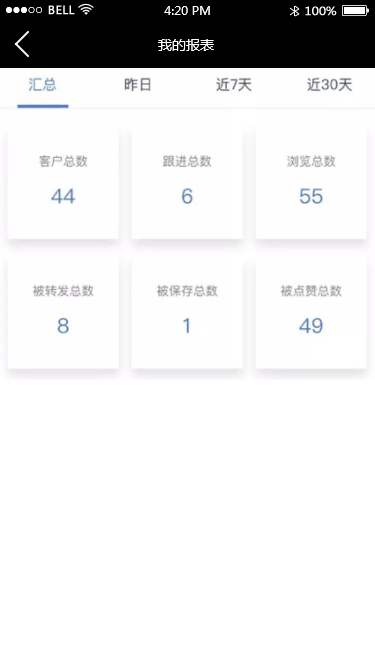 BELL 4:20 PM 100%
我的报表
汇总 昨日 近7天 近30天
客户总数 跟进总数 浏览总数
44 6 55
被转发总数 被保存总数 被点赞总数
8 1 49